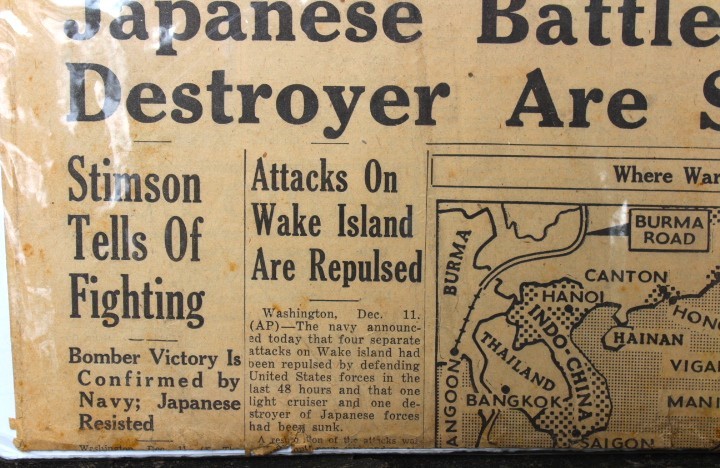 Japanese Battle
Destroyer Are
Stimson
Tells Of
Fighting
Bomber Victory Is
Confirmed by
Navy; Japanese
Resisted
Attacks On
Wake Island
Are Repulsed
Washington, Dec. 11.
(AP)—The navy announc-
ed today that four separate
attacks on Wake island had
been repulsed by defending
United States forces in the
last 48 hours and that one
light cruiser and one de-
stroyer of Japanese forces
had been sunk.
Where War
BURMA
ROAD
BURMA
CANTON
HANOI
HONG
HAINAN
INDO-CHINA
THAILAND
VIGAN
BANGKOK
MANI
ANGOON
SAIGON